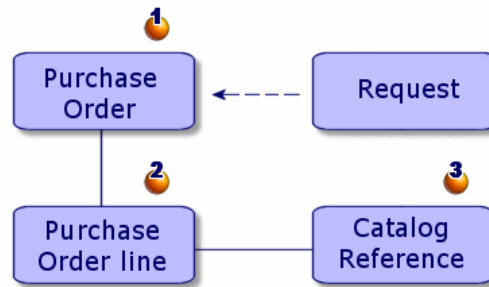 1
Purchase
Order
Request
2
3
Purchase
Order line
Catalog
Reference